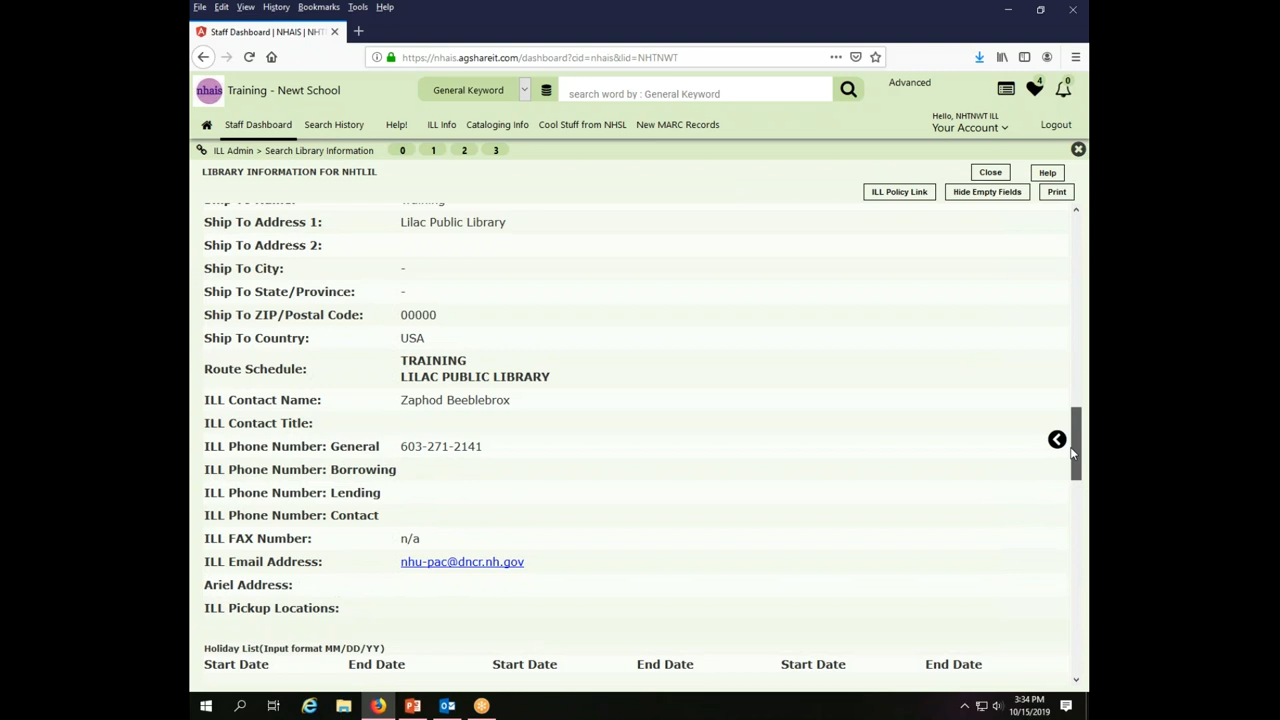 File Edit View History Bookmarks Tools Help
Staff Dashboard | NHAIS | NHT
https://nhais.agshareit.com/dashboard?cid=nhais&lid=NHTNWT
nhais Training - Newt School General Keyword search word by : General Keyword Advanced 4 0
Hello, NHTNWT ILL
Staff Dashboard Search History Help! ILL Info Cataloging Info Cool Stuff from NHSL New MARC Records Your Account Logout
ILL Admin > Search Library Information 0 1 2 3
LIBRARY INFORMATION FOR NHTLIL Close Help
ILL Policy Link Hide Empty Fields Print
Ship To Name: Training
Ship To Address 1: Lilac Public Library
Ship To Address 2:
Ship To City: -
Ship To State/Province: -
Ship To ZIP/Postal Code: 00000
Ship To Country: USA
Route Schedule: TRAINING
LILAC PUBLIC LIBRARY
ILL Contact Name: Zaphod Beeblebrox
ILL Contact Title:
ILL Phone Number: General 603-271-2141
ILL Phone Number: Borrowing
ILL Phone Number: Lending
ILL Phone Number: Contact
ILL FAX Number: n/a
ILL Email Address: nhu-pac@dncr.nh.gov
Ariel Address:
ILL Pickup Locations:
Holiday List(Input format MM/DD/YY)
Start Date End Date Start Date End Date Start Date End Date
3:34 PM
10/15/2019